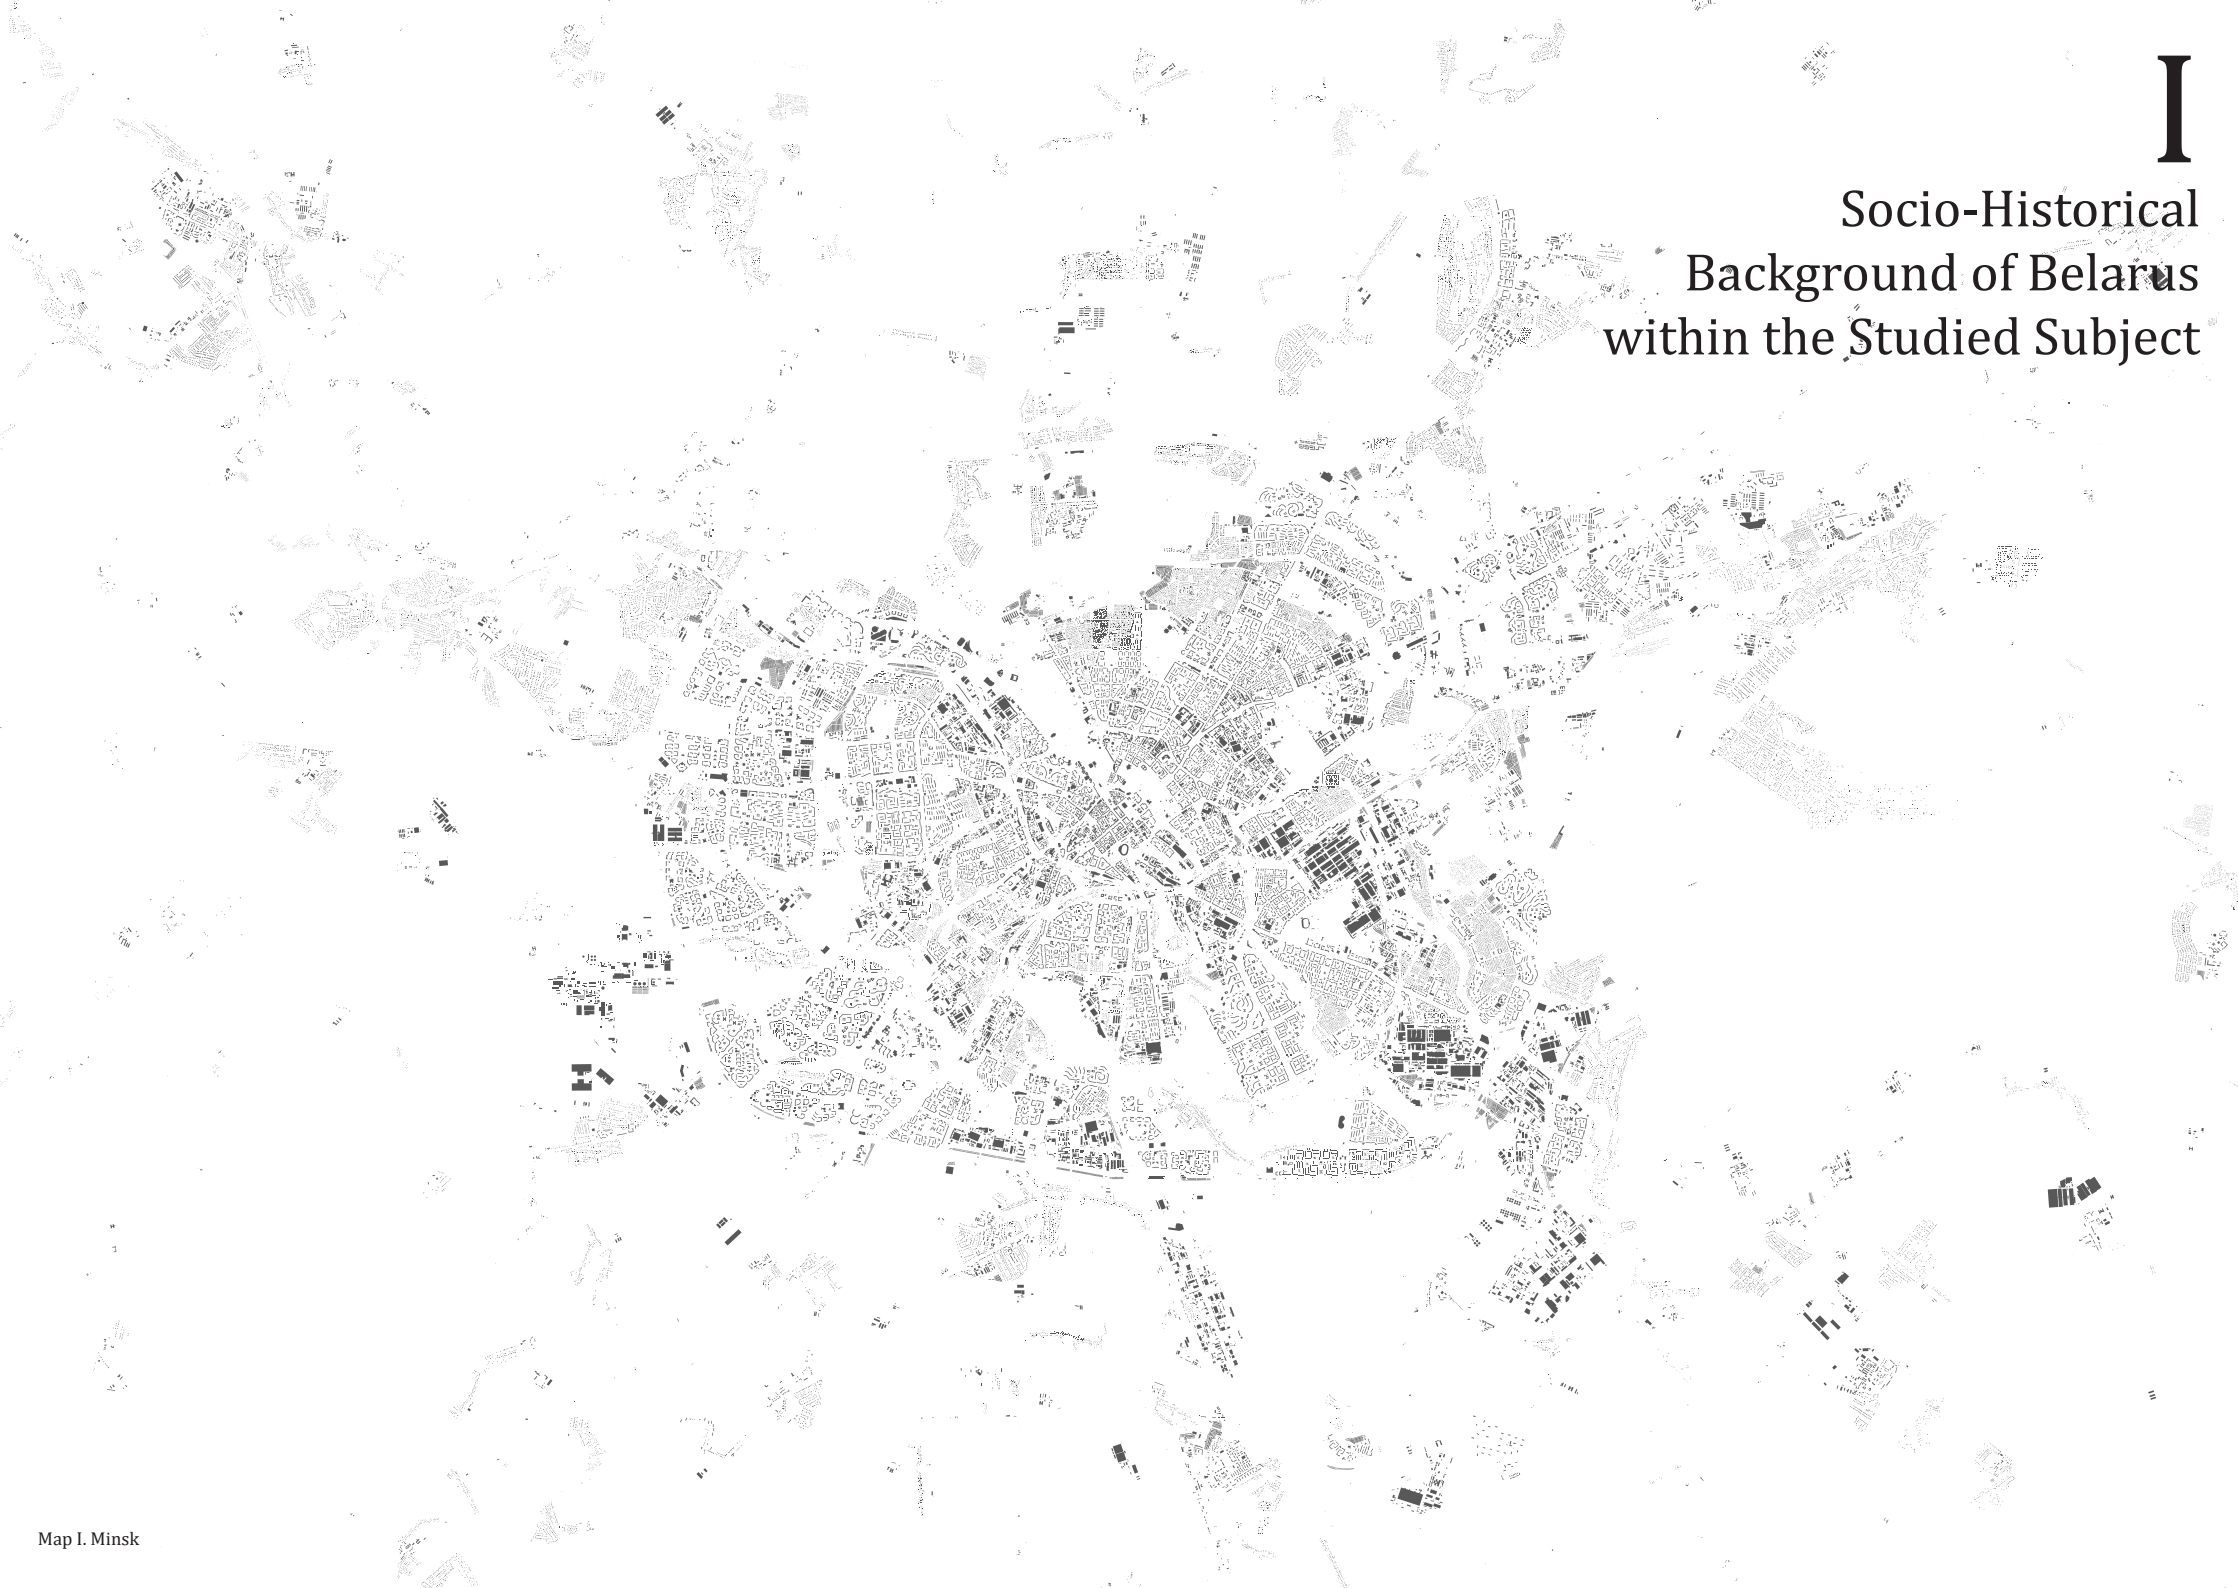 I
Socio-Historical
Background of Belarus
within the Studied Subject
Map I. Minsk